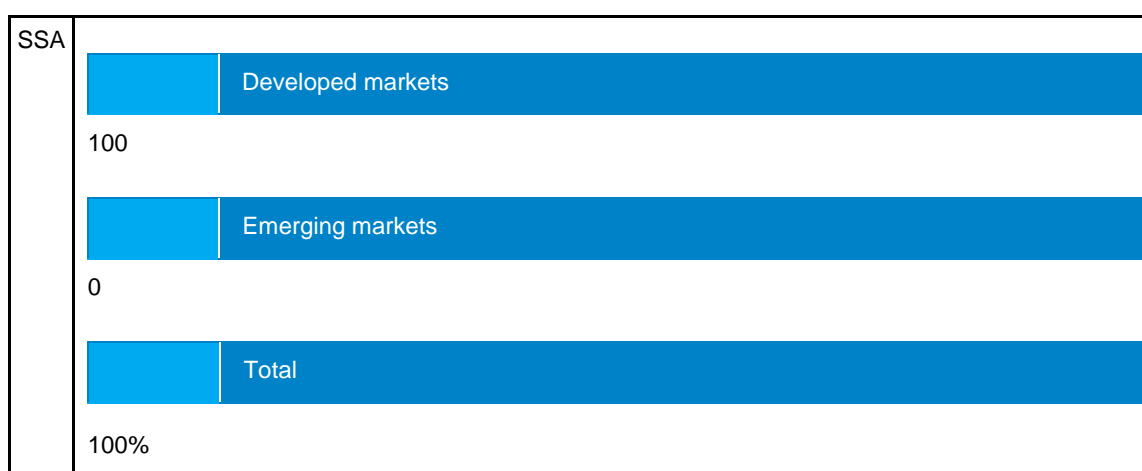 SSA
Developed markets
100
Emerging markets
0
Total
100%